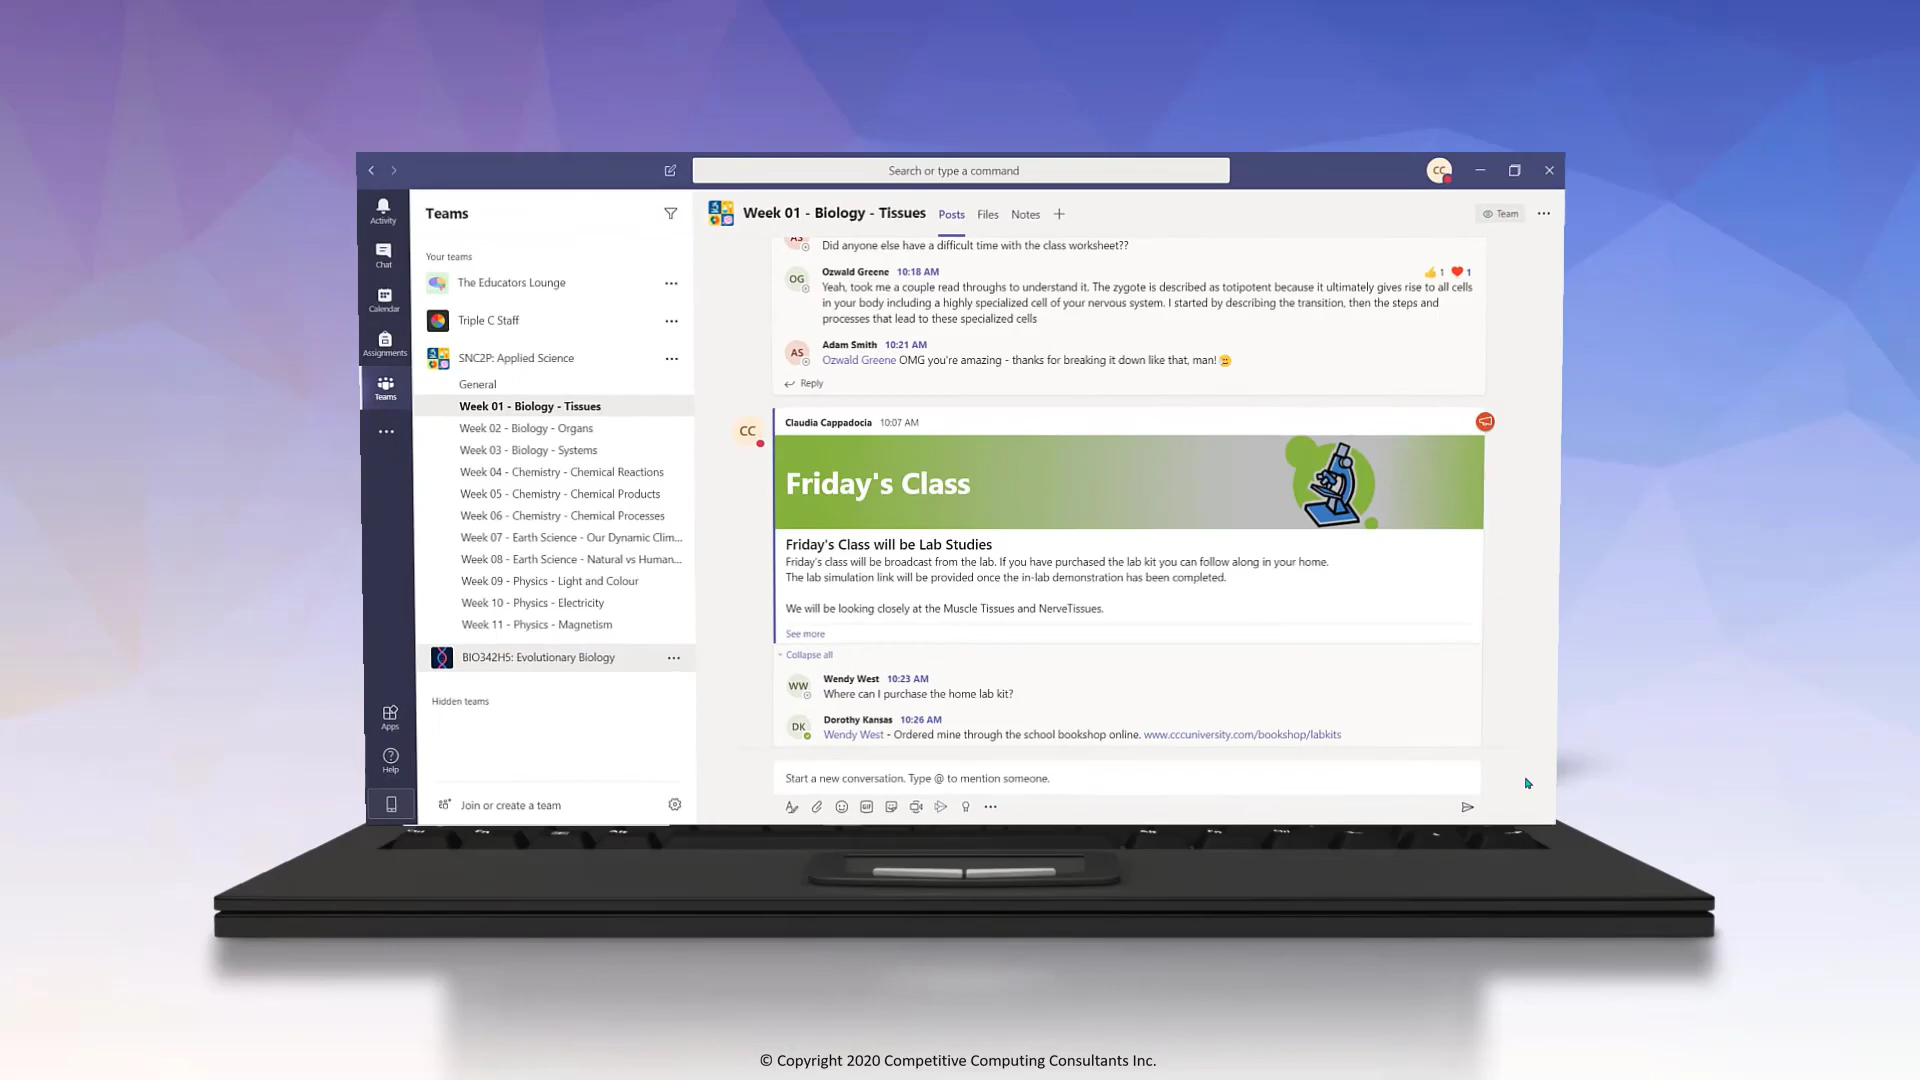 Search or type a command
CC
Activity
Chat
Calendar
Assignments
Teams
Apps
Help
Teams
Your teams
The Educators Lounge
Triple C Staff
SNC2P: Applied Science
General
Week 01 - Biology - Tissues
Week 02 - Biology - Organs
Week 03 - Biology - Systems
Week 04 - Chemistry - Chemical Reactions
Week 05 - Chemistry - Chemical Products
Week 06 - Chemistry - Chemical Processes
Week 07 - Earth Science - Our Dynamic Clim...
Week 08 - Earth Science - Natural vs Human...
Week 09 - Physics - Light and Colour
Week 10 - Physics - Electricity
Week 11 - Physics - Magnetism
BIO342H5: Evolutionary Biology
Hidden teams
Join or create a team
Week 01 - Biology - Tissues Posts Files Notes
Team
AS
Did anyone else have a difficult time with the class worksheet??
OG
Ozwald Greene 10:18 AM
1 1
Yeah, took me a couple read throughs to understand it. The zygote is described as totipotent because it ultimately gives rise to all cells
in your body including a highly specialized cell of your nervous system. I started by describing the transition, then the steps and
processes that lead to these specialized cells
AS
Adam Smith 10:21 AM
Ozwald Greene OMG you're amazing - thanks for breaking it down like that, man!
Reply
CC
Claudia Cappadocia 10:07 AM
Friday's Class
Friday's Class will be Lab Studies
Friday's class will be broadcast from the lab. If you have purchased the lab kit you can follow along in your home.
The lab simulation link will be provided once the in-lab demonstration has been completed.
We will be looking closely at the Muscle Tissues and NerveTissues.
See more
Collapse all
WW
Wendy West 10:23 AM
Where can I purchase the home lab kit?
DK
Dorothy Kansas 10:26 AM
Wendy West - Ordered mine through the school bookshop online. www.cccuniversity.com/bookshop/labkits
Start a new conversation. Type @ to mention someone.
GIF
© Copyright 2020 Competitive Computing Consultants Inc.